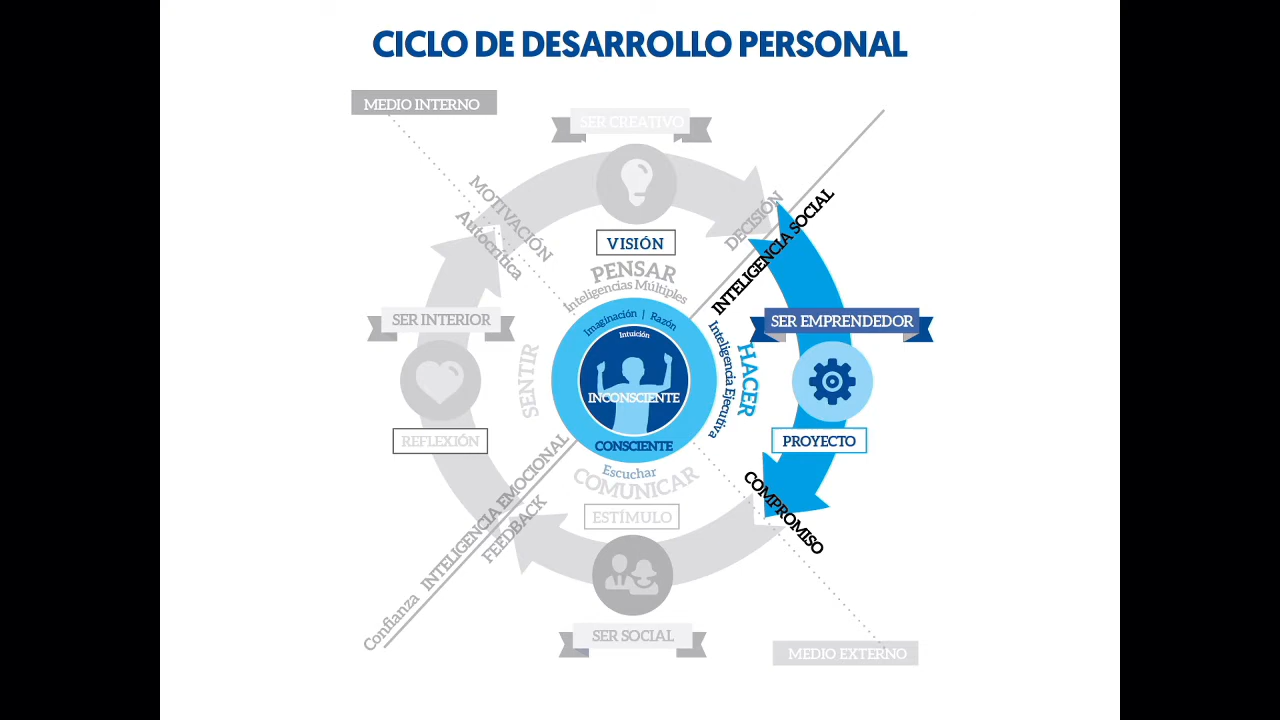 CICLO DE DESARROLLO PERSONAL
MEDIO INTERNO
SER CREATIVO
MOTIVACIÓN
Autocrítica
DECISIÓN
INTELIGENCIA SOCIAL
VISIÓN
PENSAR
Inteligencias Múltiples
SER INTERIOR
Imaginación | Razón
Intuición
SER EMPRENDEDOR
SENTIR
INCONSCIENTE
Inteligencia Ejecutiva
HACER
REFLEXIÓN
CONSCIENTE
PROYECTO
Escuchar
COMUNICAR
ESTÍMULO
COMPROMISO
Confianza INTELIGENCIA EMOCIONAL
FEEDBACK
SER SOCIAL
MEDIO EXTERNO